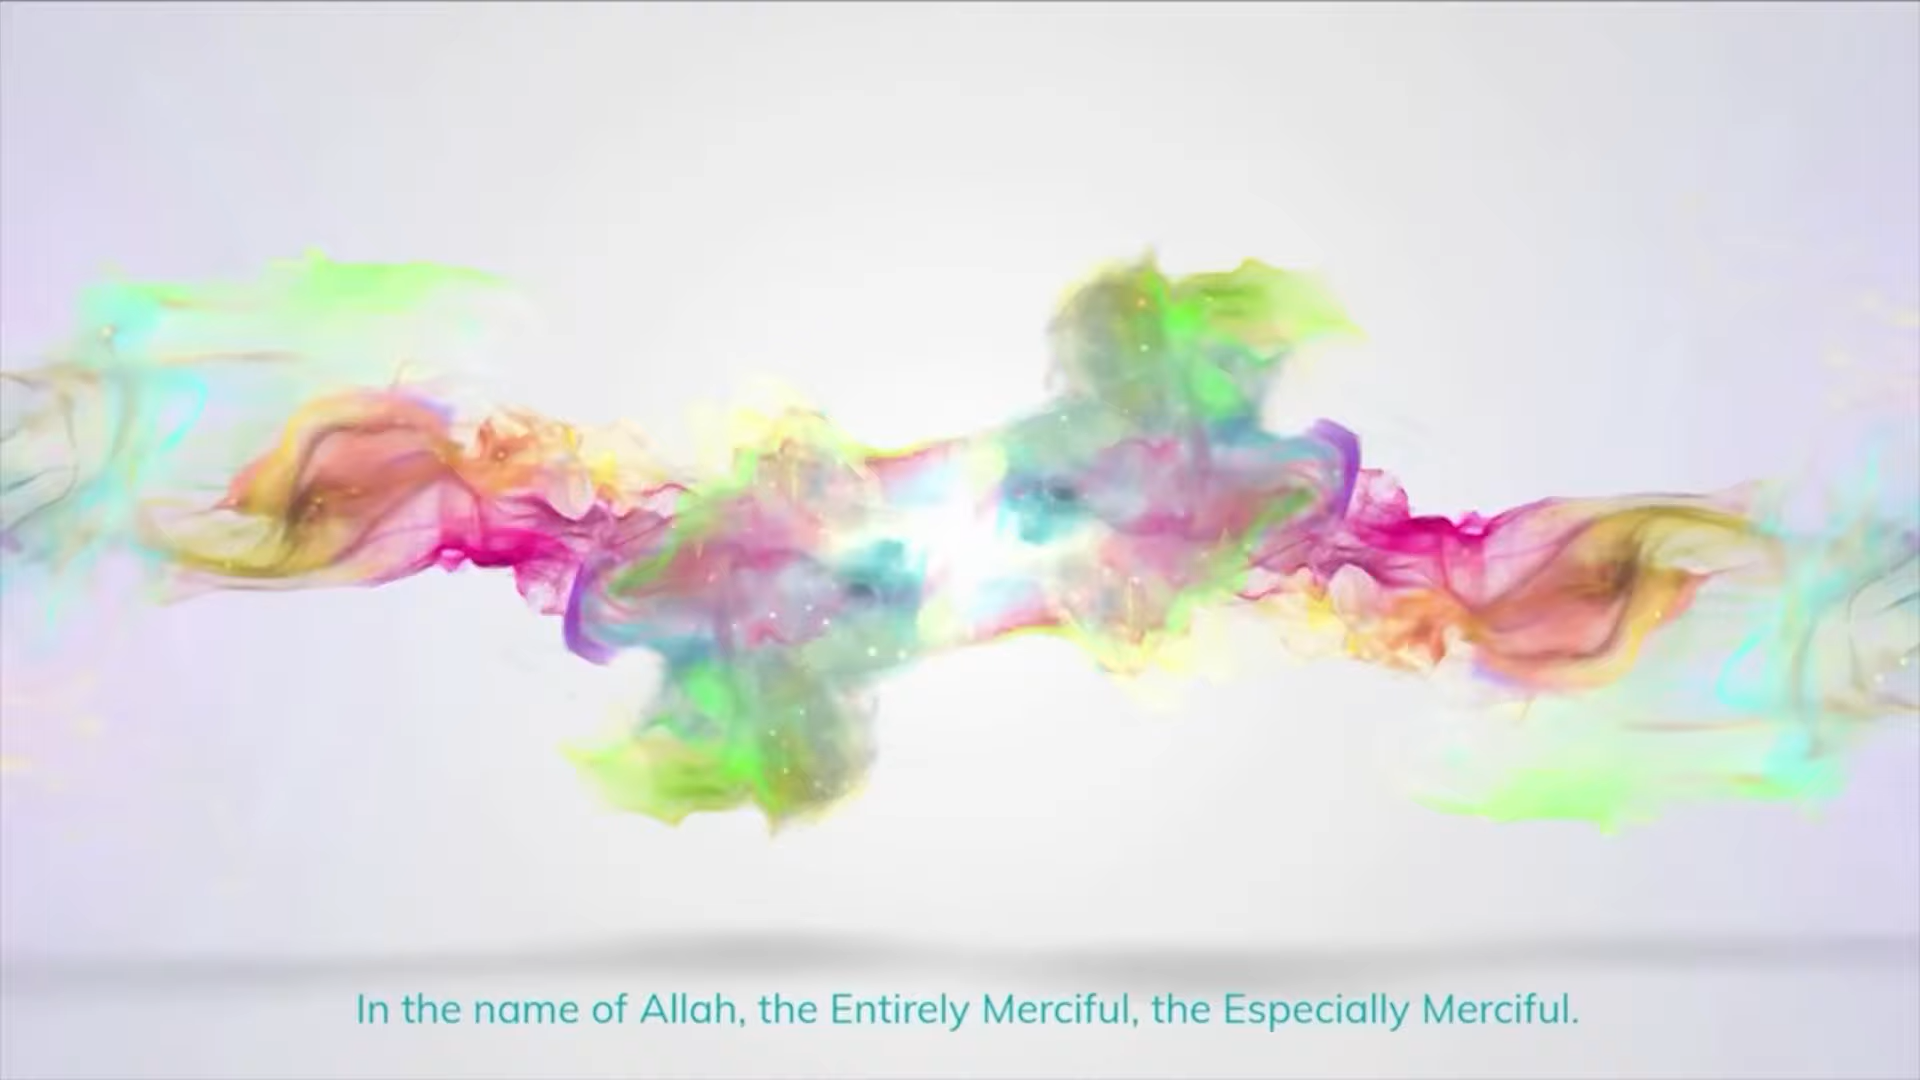 In the name of Allah, the Entirely Merciful, the Especially Merciful.